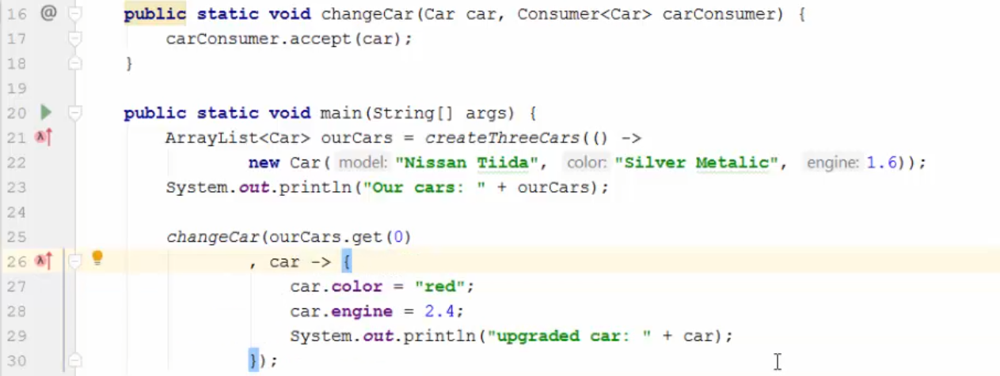 16 @ public static void changeCar(Car car, Consumer<Car> carConsumer) {
17 carConsumer.accept(car);
18 }
19
20 public static void main(String[] args) {
21 ArrayList<Car> ourCars = createThreeCars(() ->
22 new Car( model: "Nissan Tiida", color: "Silver Metalic", engine: 1.6));
23 System.out.println("Our cars: " + ourCars);
24
25 changeCar(ourCars.get(0)
26 , car -> {
27 car.color = "red";
28 car.engine = 2.4;
29 System.out.println("upgraded car: " + car);
30 });